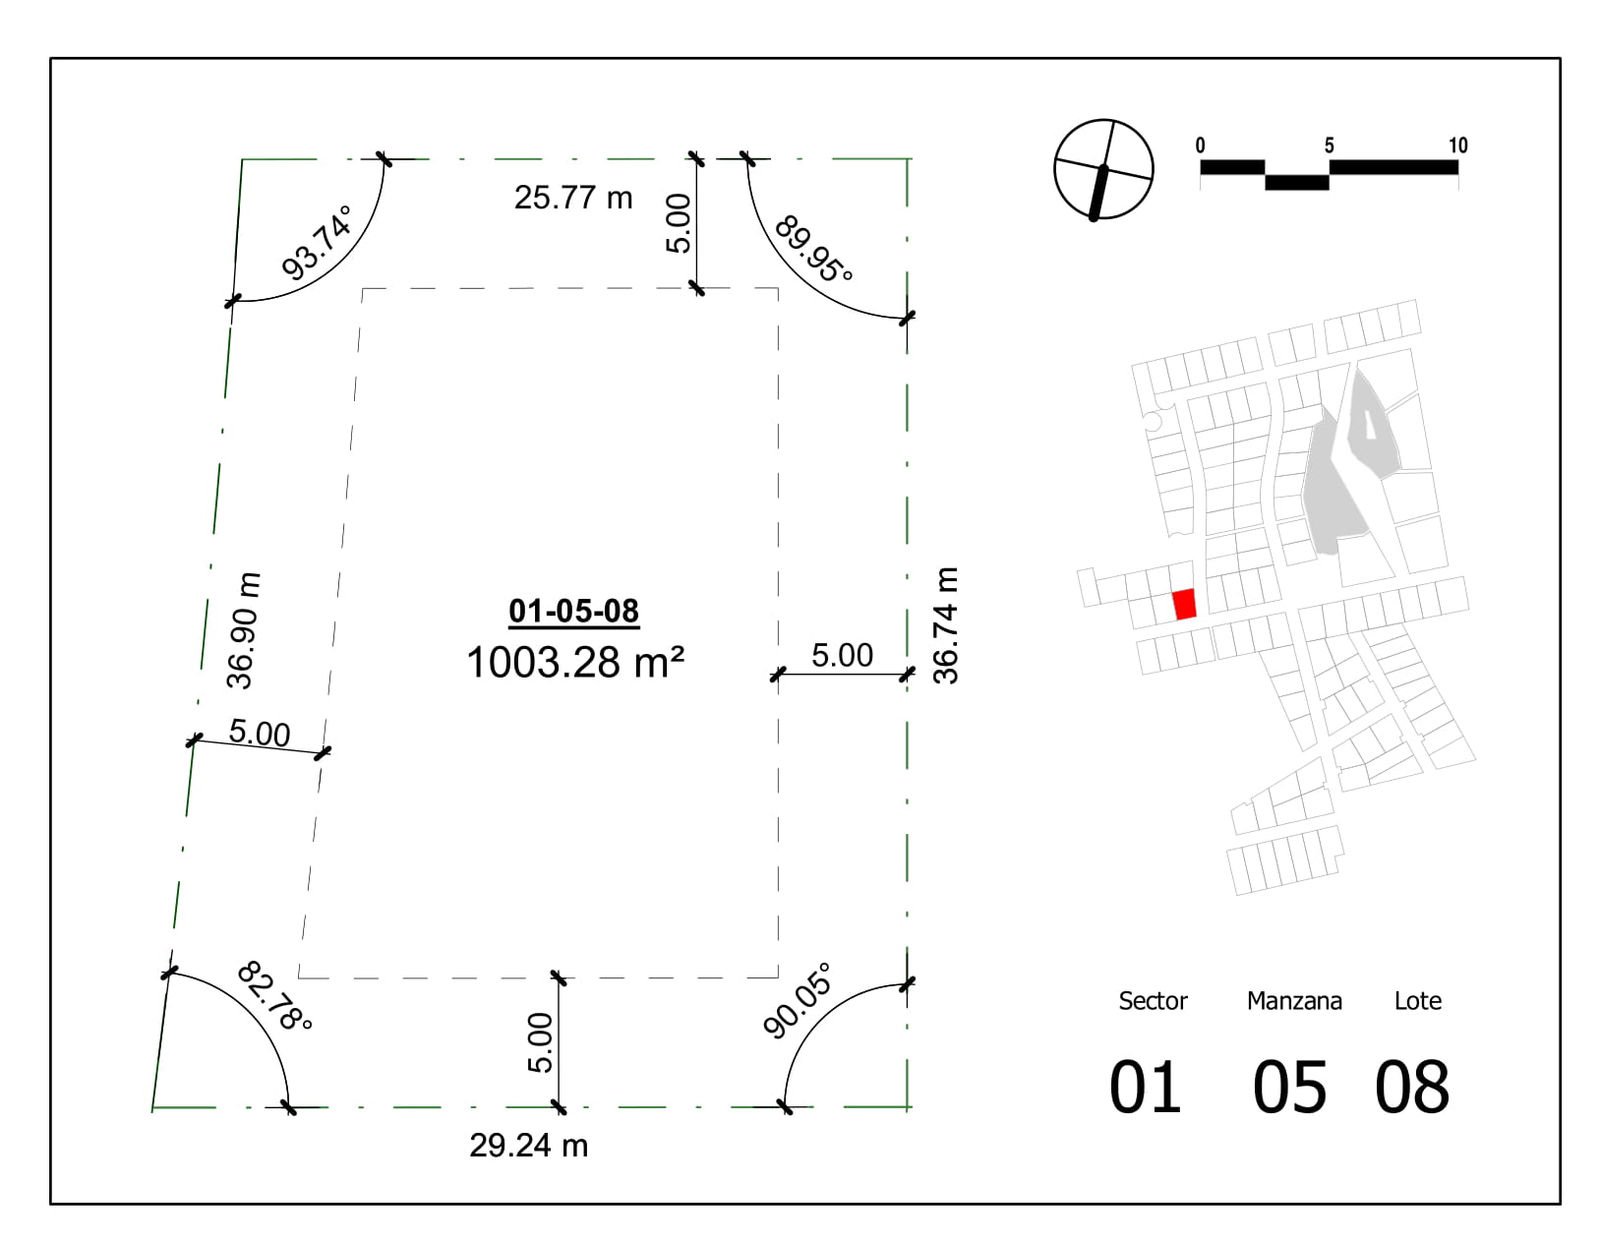 0 5 10
25.77 m
5.00
93.74°
89.95°
36.90 m
01-05-08
1003.28 m²
5.00
36.74 m
5.00
82.78°
90.05°
5.00
29.24 m
Sector Manzana Lote
01 05 08